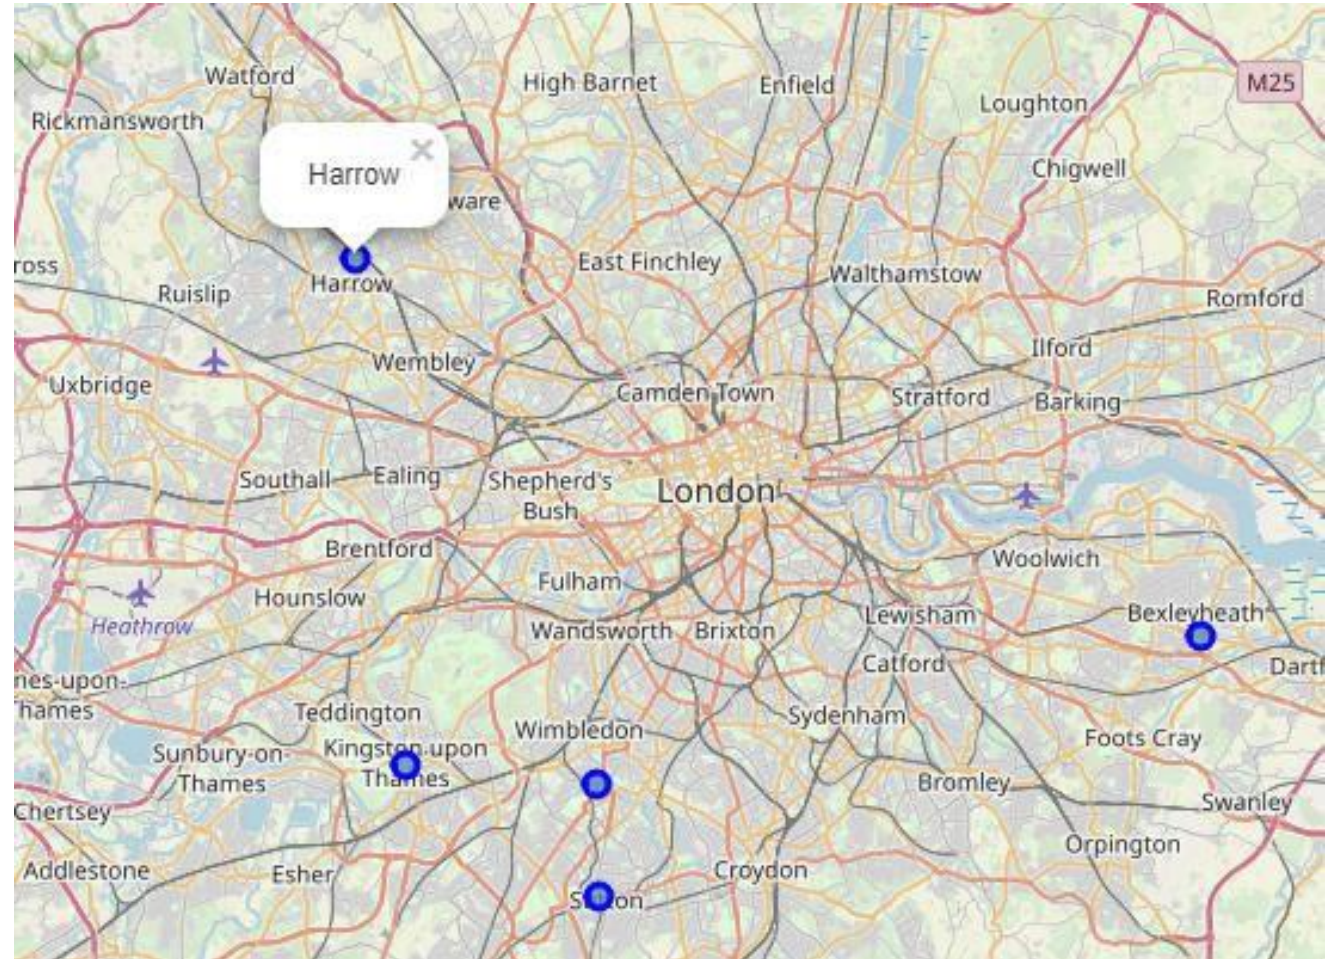 Watford
High Barnet
Enfield
M25
Loughton
Rickmansworth
Harrow
×
Chigwell
ware
ross
East Finchley
Walthamstow
Harrow
Ruislip
Romford
Ilford
Wembley
Uxbridge
Camden Town
Stratford
Barking
Southall
Ealing
Shepherd's
Bush
London
Brentford
Woolwich
Fulham
Hounslow
Heathrow
Wandsworth
Brixton
Lewisham
Bexleyheath
Catford
Dartf
nes-upon-
hames
Teddington
Sydenham
Wimbledon
Foots Cray
Sunbury-on-
Thames
Kingston upon
Thames
Bromley
Swanley
Chertsey
Orpington
Addlestone
Esher
Croydon
Sutton